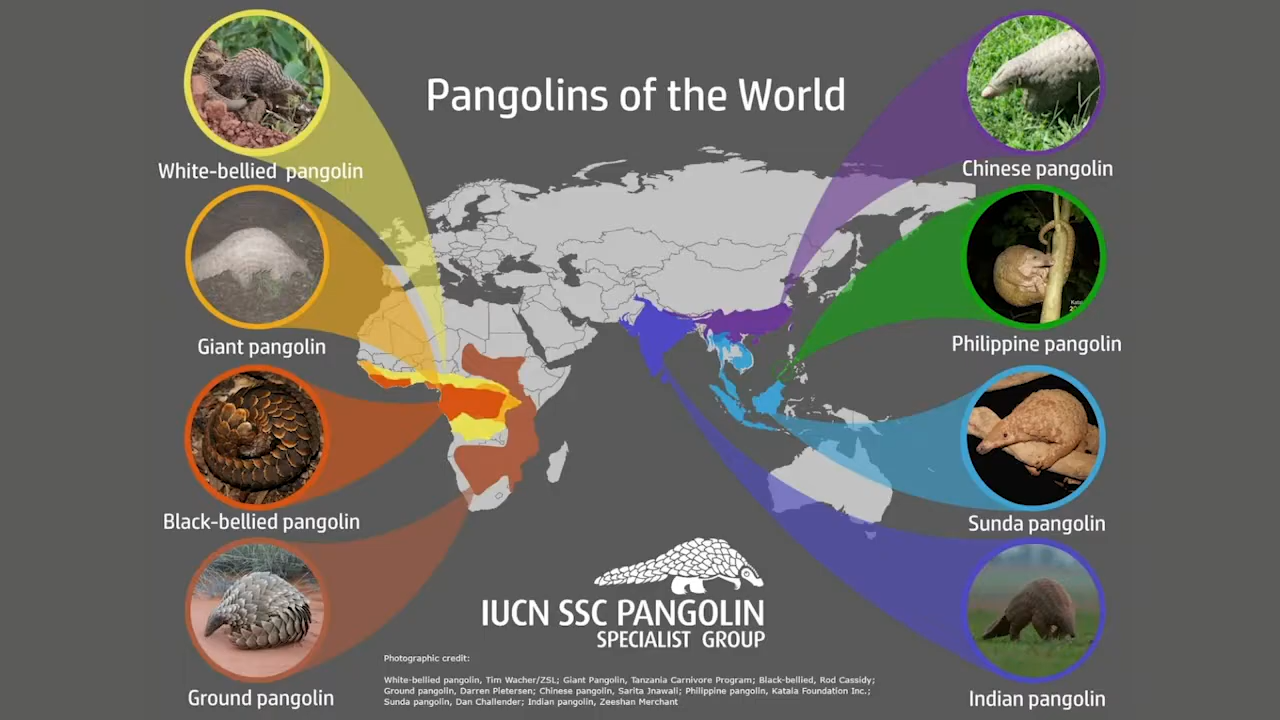 Pangolins of the World
White-bellied pangolin
Giant pangolin
Black-bellied pangolin
Ground pangolin
Chinese pangolin
Philippine pangolin
Sunda pangolin
Indian pangolin
IUCN SSC PANGOLIN
SPECIALIST GROUP
Photographic credit:
White-bellied pangolin, Tim Wacher/ZSL; Giant Pangolin, Tanzania Carnivore Program; Black-bellied, Rod Cassidy;
Ground pangolin, Darren Pietersen; Chinese pangolin, Sarita Jnawali; Philippine pangolin, Katala Foundation Inc.;
Sunda pangolin, Dan Challender; Indian pangolin, Zeeshan Merchant